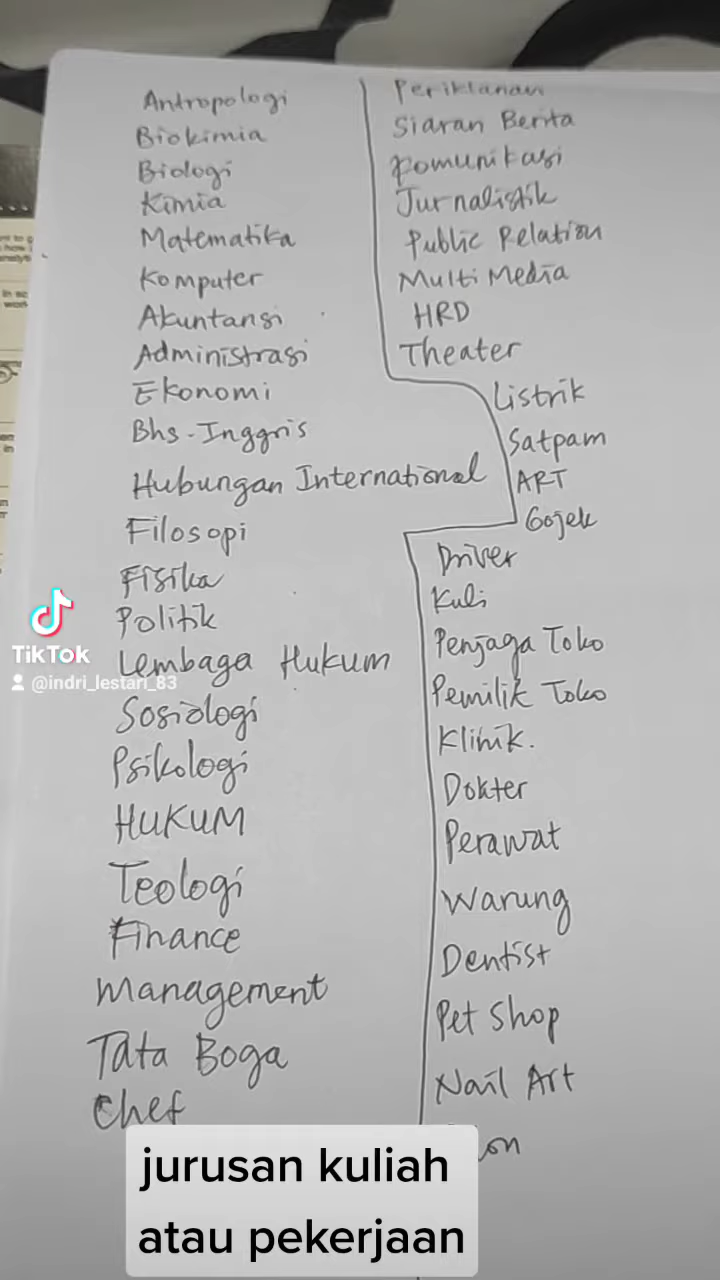 Antropologi
Biokimia
Biologi
Kimia
Matematika
Komputer
Akuntansi
Administrasi
Ekonomi
Bhs-Inggris
Hubungan International
Filosopi
Fisika
Politik
Lembaga Hukum
Sosiologi
Psikologi
HUKUM
Teologi
Finance
Management
Tata Boga
Chef
Periklanan
Siaran Berita
Komunikasi
Jurnalistik
Public Relation
Multi Media
HRD
Theater
Listrik
Satpam
ART
Gojek
Driver
Kuli
Penjaga Toko
Pemilik Toko
Klinik.
Dokter
Perawat
Warung
Dentist
Pet Shop
Nail Art
TikTok
@indri_lestari_83
jurusan kuliah
atau pekerjaan